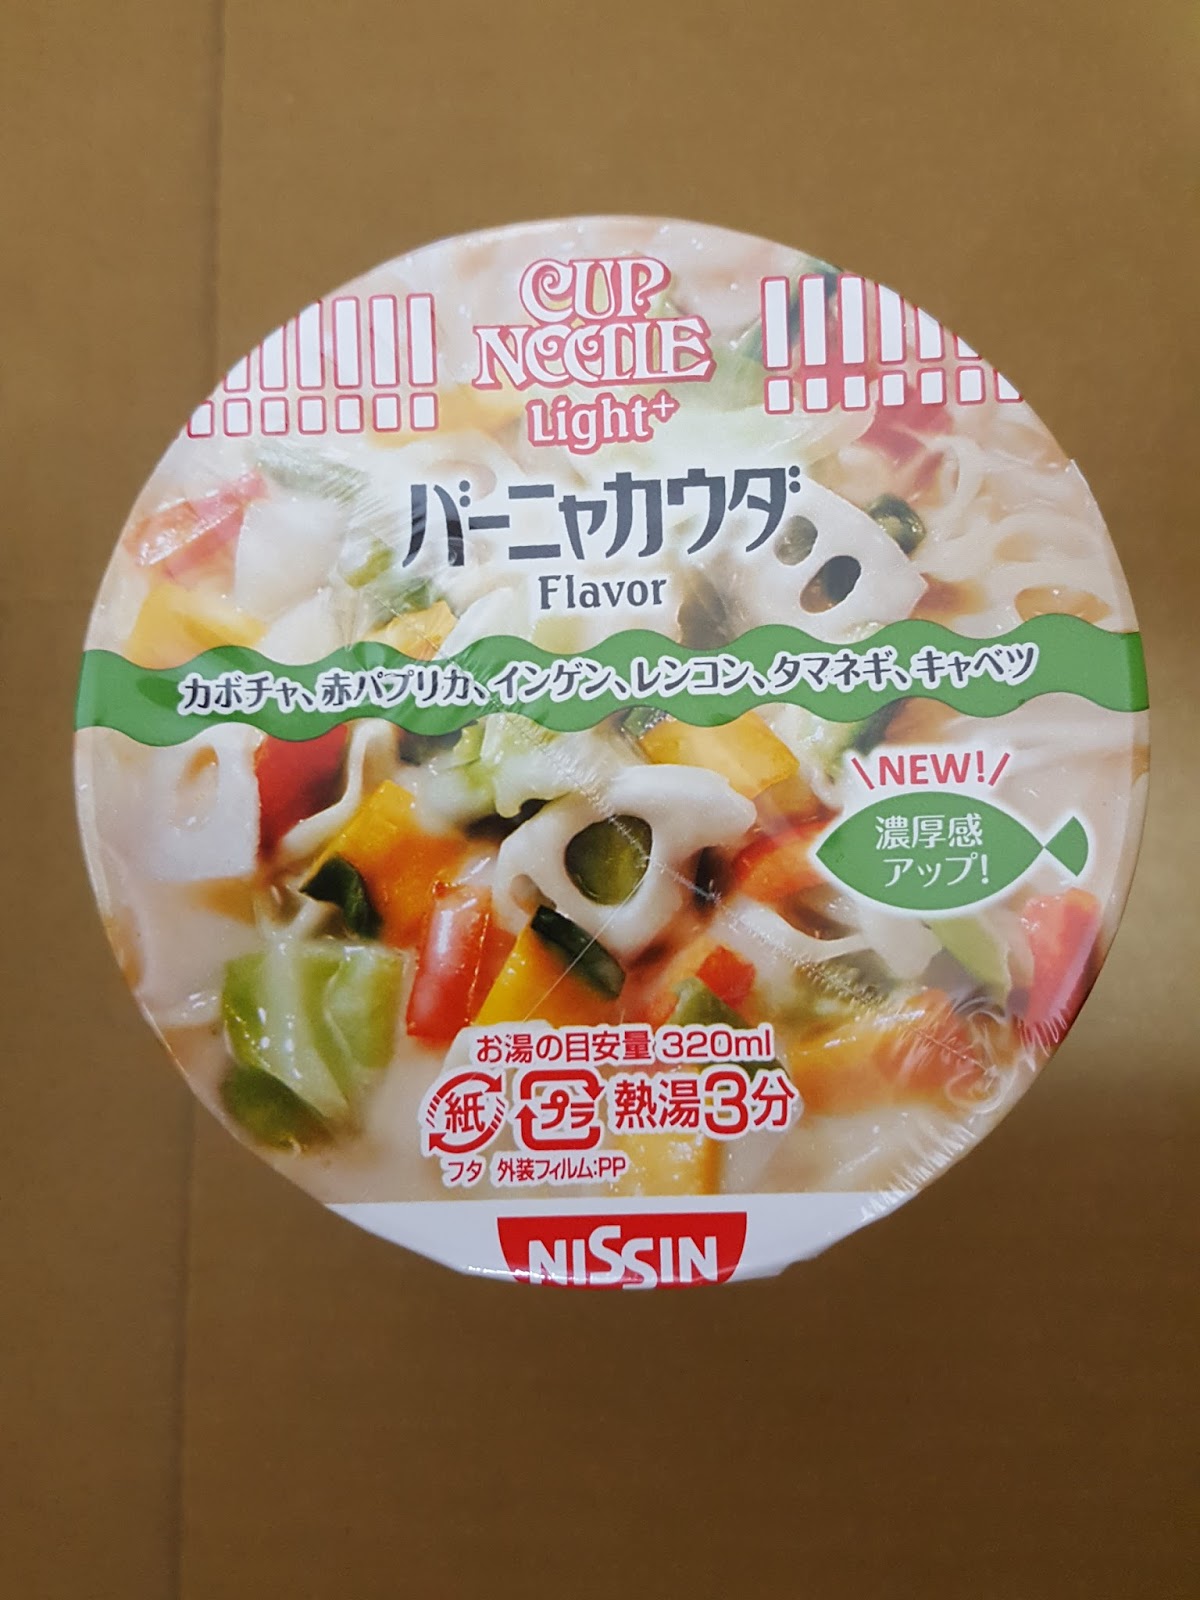 CUP
NOODLE
Light+
バーニャカウダ
Flavor
カボチャ、赤パプリカ、インゲン、レンコン、タマネギ、キャベツ
\NEW!/
濃厚感
アップ!
お湯の目安量 320ml
紙 プラ 熱湯3分
フタ 外装フィルム:PP
NISSIN